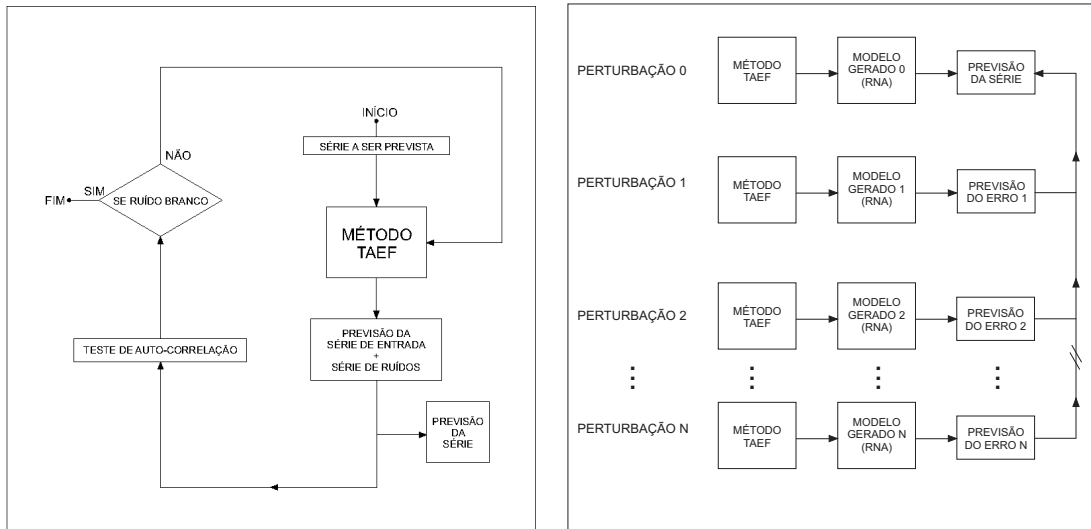 INÍCIO
SÉRIE A SER PREVISTA
NÃO
SIM
FIM
SE RUÍDO BRANCO
MÉTODO
TAEF
PREVISÃO DA
SÉRIE DE ENTRADA
+
SÉRIE DE RUÍDOS
TESTE DE AUTO-CORRELAÇÃO
PREVISÃO
DA
SÉRIE
PERTURBAÇÃO 0
MÉTODO
TAEF
MODELO
GERADO 0
(RNA)
PREVISÃO
DA SÉRIE
PERTURBAÇÃO 1
MÉTODO
TAEF
MODELO
GERADO 1
(RNA)
PREVISÃO
DO ERRO 1
PERTURBAÇÃO 2
MÉTODO
TAEF
MODELO
GERADO 2
(RNA)
PREVISÃO
DO ERRO 2
PERTURBAÇÃO N
MÉTODO
TAEF
MODELO
GERADO N
(RNA)
PREVISÃO
DO ERRO N